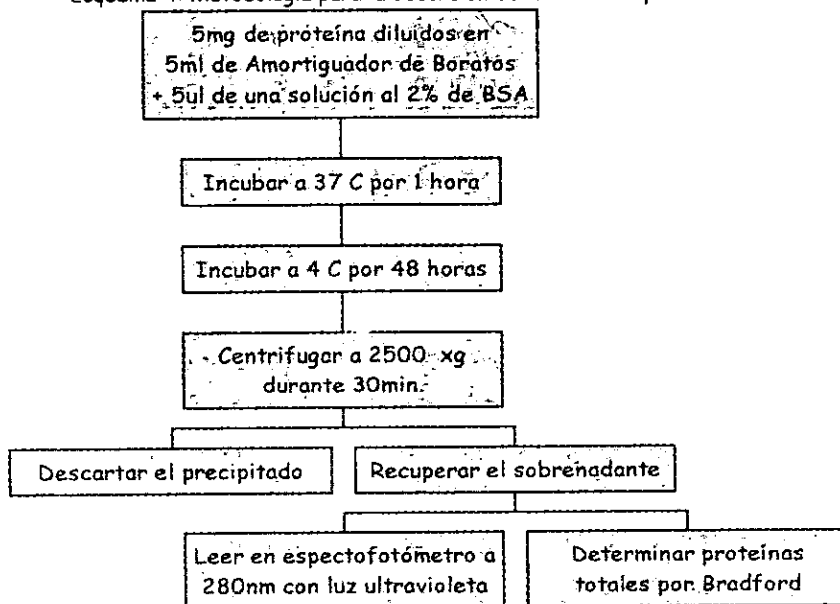 Esquema
5mg de proteína diluidos en
5ml de Amortiguador de Boratos
+ 5ul de una solución al 2% de BSA
Incubar a 37 C por 1 hora
Incubar a 4 C por 48 horas
Centrifugar a 2500 xg
durante 30min.
Descartar el precipitado
Recuperar el sobrenadante
Leer en espectofotómetro a
280nm con luz ultravioleta
Determinar proteínas
totales por Bradford